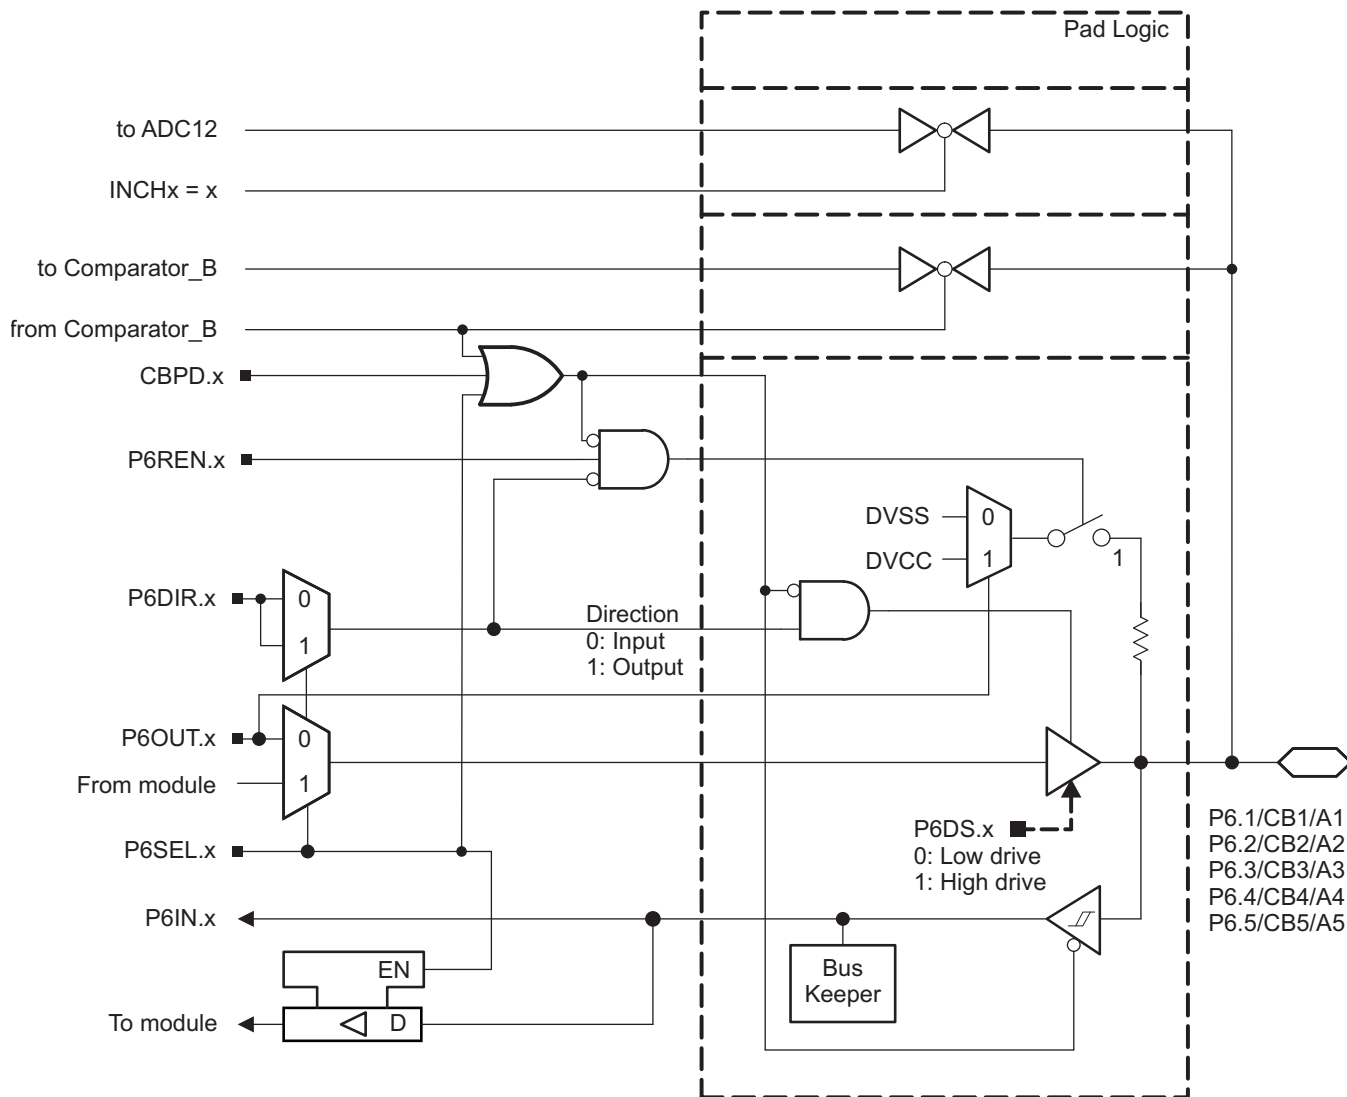 Pad Logic
to ADC12
INCHx = x
to Comparator_B
from Comparator_B
CBPD.x
P6REN.x
DVSS
0
DVCC
1
1
P6DIR.x
0
1
Direction
0: Input
1: Output
P6OUT.x
0
From module
1
P6SEL.x
P6DS.x
0: Low drive
1: High drive
P6.1/CB1/A1
P6.2/CB2/A2
P6.3/CB3/A3
P6.4/CB4/A4
P6.5/CB5/A5
P6IN.x
EN
Bus
Keeper
To module
D